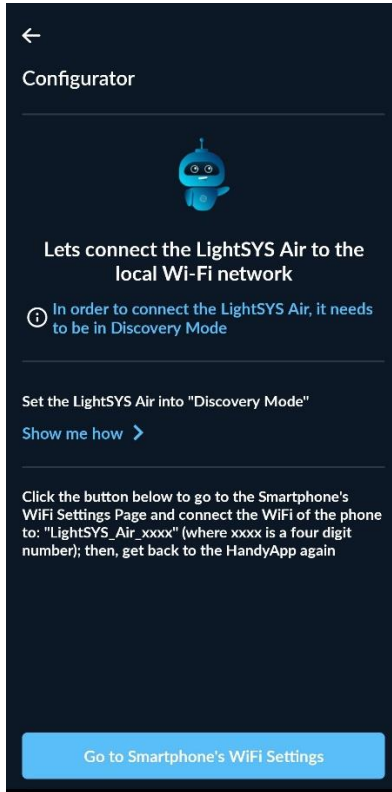 Configurator
Lets connect the LightSYS Air to the
local Wi-Fi network
In order to connect the LightSYS Air, it needs
to be in Discovery Mode
Set the LightSYS Air into "Discovery Mode"
Show me how
Click the button below to go to the Smartphone's
WiFi Settings Page and connect the WiFi of the phone
to: "LightSYS_Air_xxxx" (where xxxx is a four digit
number); then, get back to the HandyApp again
Go to Smartphone's WiFi Settings